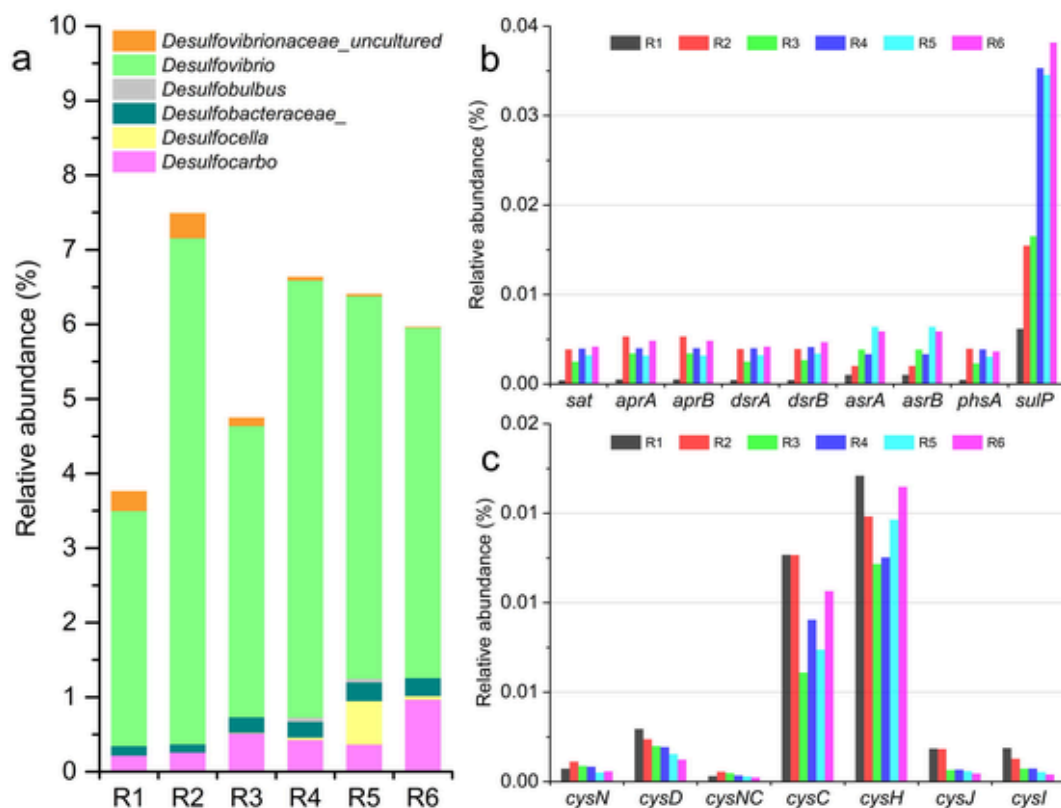 a
Relative abundance (%)
10
9
8
7
6
5
4
3
2
1
0
Desulfovibrionaceae_uncultured
Desulfovibrio
Desulfobulbus
Desulfobacteraceae_
Desulfocella
Desulfocarbo
R1 R2 R3 R4 R5 R6
b
Relative abundance (%)
0.04
0.03
0.02
0.01
0.00
R1 R2 R3 R4 R5 R6
sat aprA aprB dsrA dsrB asrA asrB phsA sulP
c
Relative abundance (%)
0.02
0.01
0.01
0.01
0.00
R1 R2 R3 R4 R5 R6
cysN cysD cysNC cysC cysH cysJ cysI